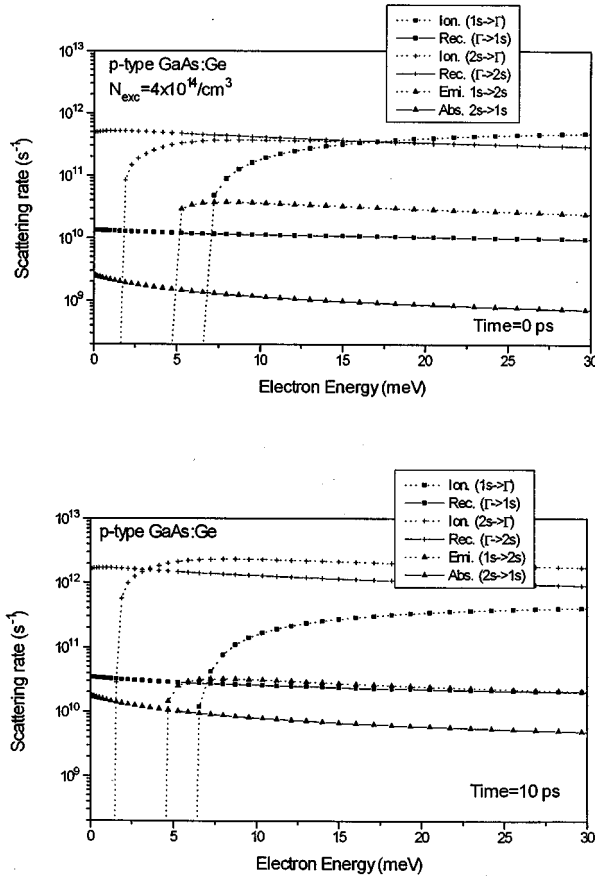 Ion. (1s->Γ)
Rec. (Γ->1s)
Ion. (2s->Γ)
Rec. (Γ->2s)
Emi. 1s->2s)
Abs. 2s->1s)
p-type GaAs:Ge
N_exc=4x10^14/cm^3
10^13
10^12
10^11
10^10
10^9
Scattering rate (s^-1)
Time=0 ps
0 5 10 15 20 25 30
Electron Energy (meV)
Ion. (1s->Γ)
Rec. (Γ->1s)
Ion. (2s->Γ)
Rec. (Γ->2s)
Emi. (1s->2s)
Abs. (2s->1s)
p-type GaAs:Ge
10^13
10^12
10^11
10^10
10^9
Scattering rate (s^-1)
Time=10 ps
0 5 10 15 20 25 30
Electron Energy (meV)